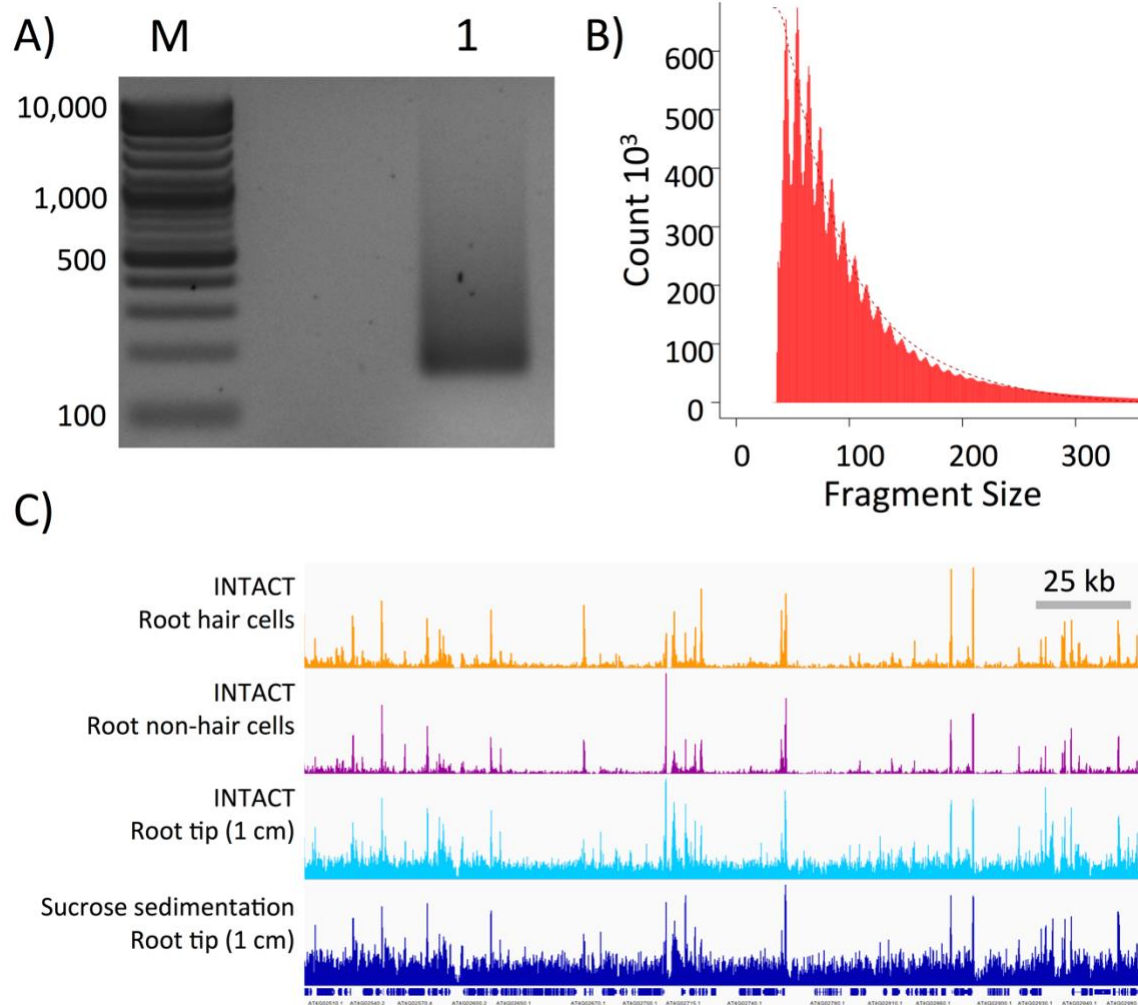 A)
M 1
10,000
1,000
500
100
B)
600
500
400
300
200
100
0
Count 10³
0 100 200 300
Fragment Size
C)
INTACT
Root hair cells
25 kb
INTACT
Root non-hair cells
INTACT
Root tip (1 cm)
Sucrose sedimentation
Root tip (1 cm)